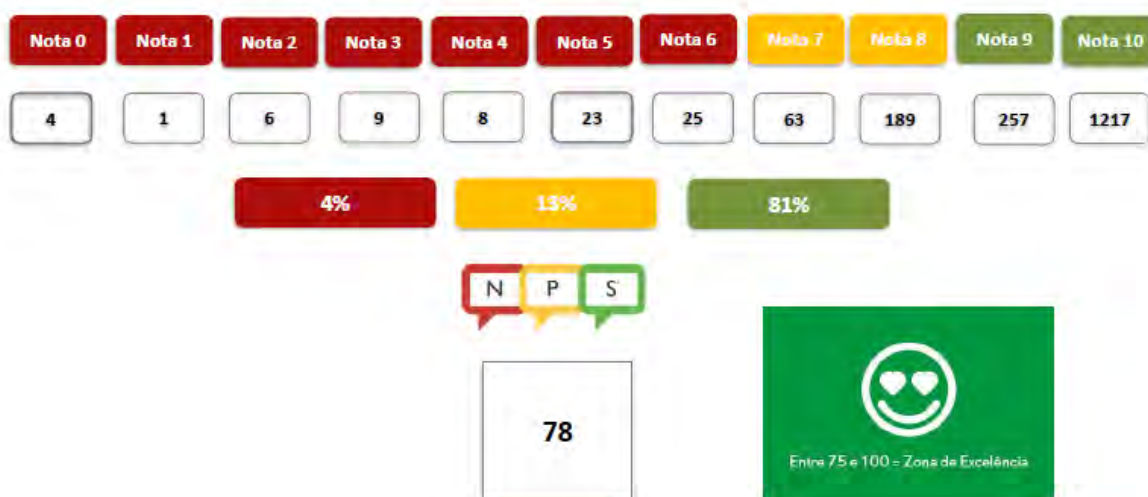 Nota 0 Nota 1 Nota 2 Nota 3 Nota 4 Nota 5 Nota 6 Nota 7 Nota 8 Nota 9 Nota 10
4 1 6 9 8 23 25 63 189 257 1217
4% 13% 81%
N P S
78
Entre 75 e 100 = Zona de Excelência